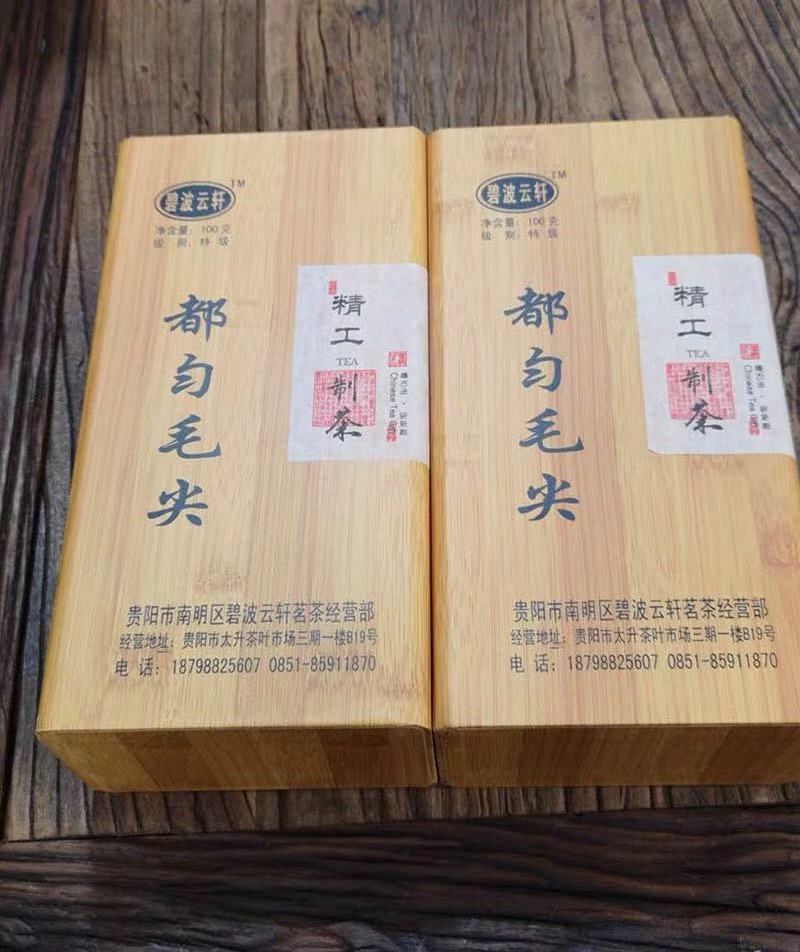 碧波云轩 TM
净含量：100克
级 别：特 级
都匀毛尖
精工
TEA
制茶
Chinese Tea
贵阳市南明区碧波云轩茗茶经营部
经营地址：贵阳市太升茶叶市场三期一楼B19号
电 话：18798825607 0851-85911870
碧波云轩 TM
净含量：100克
级 别：特 级
都匀毛尖
精工
TEA
制茶
Chinese Tea
贵阳市南明区碧波云轩茗茶经营部
经营地址：贵阳市太升茶叶市场三期一楼B19号
电 话：18798825607 0851-85911870